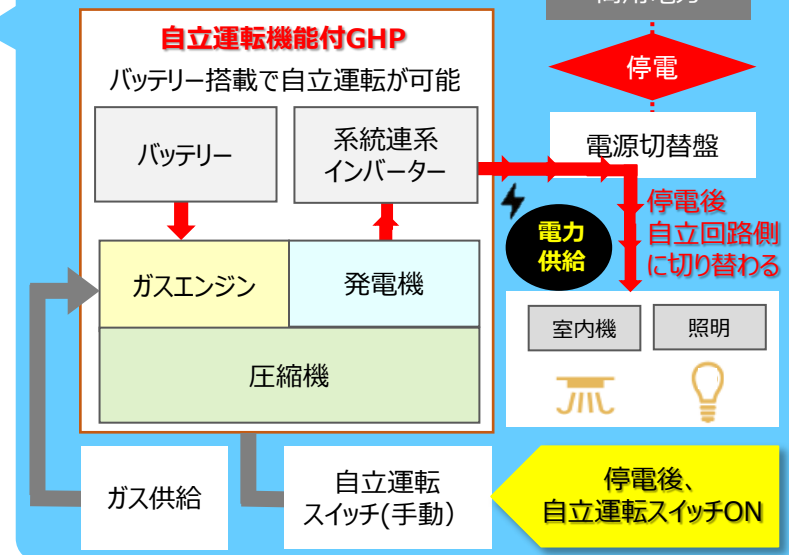 自立運転機能付GHP
バッテリー搭載で自立運転が可能
停電
バッテリー
系統連系
インバーター
電源切替盤
停電後
自立回路側
に切り替わる
電力
供給
ガスエンジン
発電機
圧縮機
室内機
照明
ガス供給
自立運転
スイッチ(手動）
停電後、
自立運転スイッチON